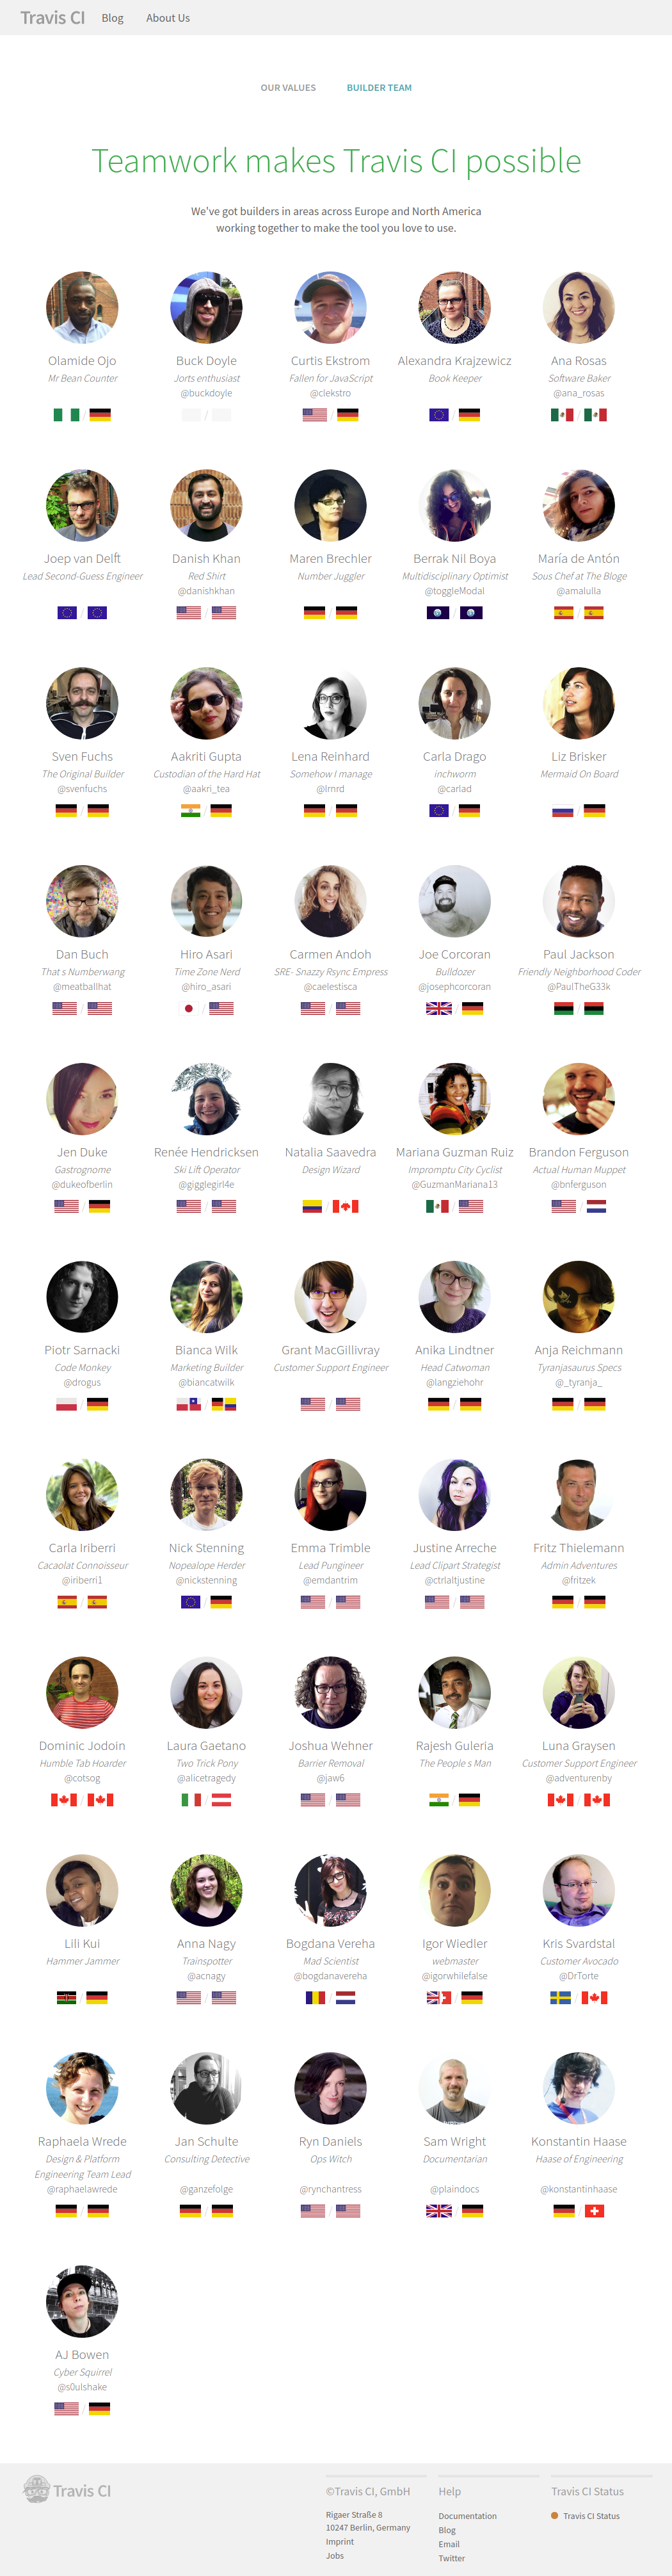 Travis CI Blog About Us
OUR VALUES BUILDER TEAM
Teamwork makes Travis CI possible
We've got builders in areas across Europe and North America
working together to make the tool you love to use.
Olamide Ojo Buck Doyle Curtis Ekstrom Alexandra Krajzewicz Ana Rosas
Mr Bean Counter Jorts enthusiast Fallen for JavaScript Book Keeper Software Baker
@buckdoyle @clekstro @ana_rosas
Joep van Delft Danish Khan Maren Brechler Berrak Nil Boya María de Antón
Lead Second-Guess Engineer Red Shirt Number Juggler Multidisciplinary Optimist Sous Chef at The Bloge
@danishkhan @toggleModal @amalulla
Sven Fuchs Aakriti Gupta Lena Reinhard Carla Drago Liz Brisker
The Original Builder Custodian of the Hard Hat Somehow I manage inchworm Mermaid On Board
@svenfuchs @aakri_tea @lrnrd @carlad
Dan Buch Hiro Asari Carmen Andoh Joe Corcoran Paul Jackson
That s Numberwang Time Zone Nerd SRE- Snazzy Rsync Empress Bulldozer Friendly Neighborhood Coder
@meatballhat @hiro_asari @caelestisca @josephcorcoran @PaulTheG33k
Jen Duke Renée Hendricksen Natalia Saavedra Mariana Guzman Ruiz Brandon Ferguson
Gastrognome Ski Lift Operator Design Wizard Impromptu City Cyclist Actual Human Muppet
@dukeofberlin @gigglegirl4e @GuzmanMariana13 @bnferguson
Piotr Sarnacki Bianca Wilk Grant MacGillivray Anika Lindtner Anja Reichmann
Code Monkey Marketing Builder Customer Support Engineer Head Catwoman Tyranjasaurus Specs
@drogus @biancatwilk @langziehohr @_tyranja_
Carla Iriberri Nick Stenning Emma Trimble Justine Arreche Fritz Thielemann
Cacaolat Connoisseur Nopealope Herder Lead Pungineer Lead Clipart Strategist Admin Adventures
@iriberri1 @nickstenning @emdantrim @ctrlaltjustine @fritzek
Dominic Jodoin Laura Gaetano Joshua Wehner Rajesh Guleria Luna Graysen
Humble Tab Hoarder Two Trick Pony Barrier Removal The People s Man Customer Support Engineer
@cotsog @alicetragedy @jaw6 @adventurenby
Lili Kui Anna Nagy Bogdana Vereha Igor Wiedler Kris Svardstal
Hammer Jammer Trainspotter Mad Scientist webmaster Customer Avocado
@acnagy @bogdanavereha @igorwhilefalse @DrTorte
Raphaela Wrede Jan Schulte Ryn Daniels Sam Wright Konstantin Haase
Design & Platform Consulting Detective Ops Witch Documentarian Haase of Engineering
Engineering Team Lead
@raphaelawrede @ganzefolge @rynchantress @plaindocs @konstantinhaase
AJ Bowen
Cyber Squirrel
@s0ulshake
Travis CI ©Travis CI, GmbH Help Travis CI Status
Rigaer Straße 8 Documentation Travis CI Status
10247 Berlin, Germany Blog
Imprint Email
Jobs Twitter